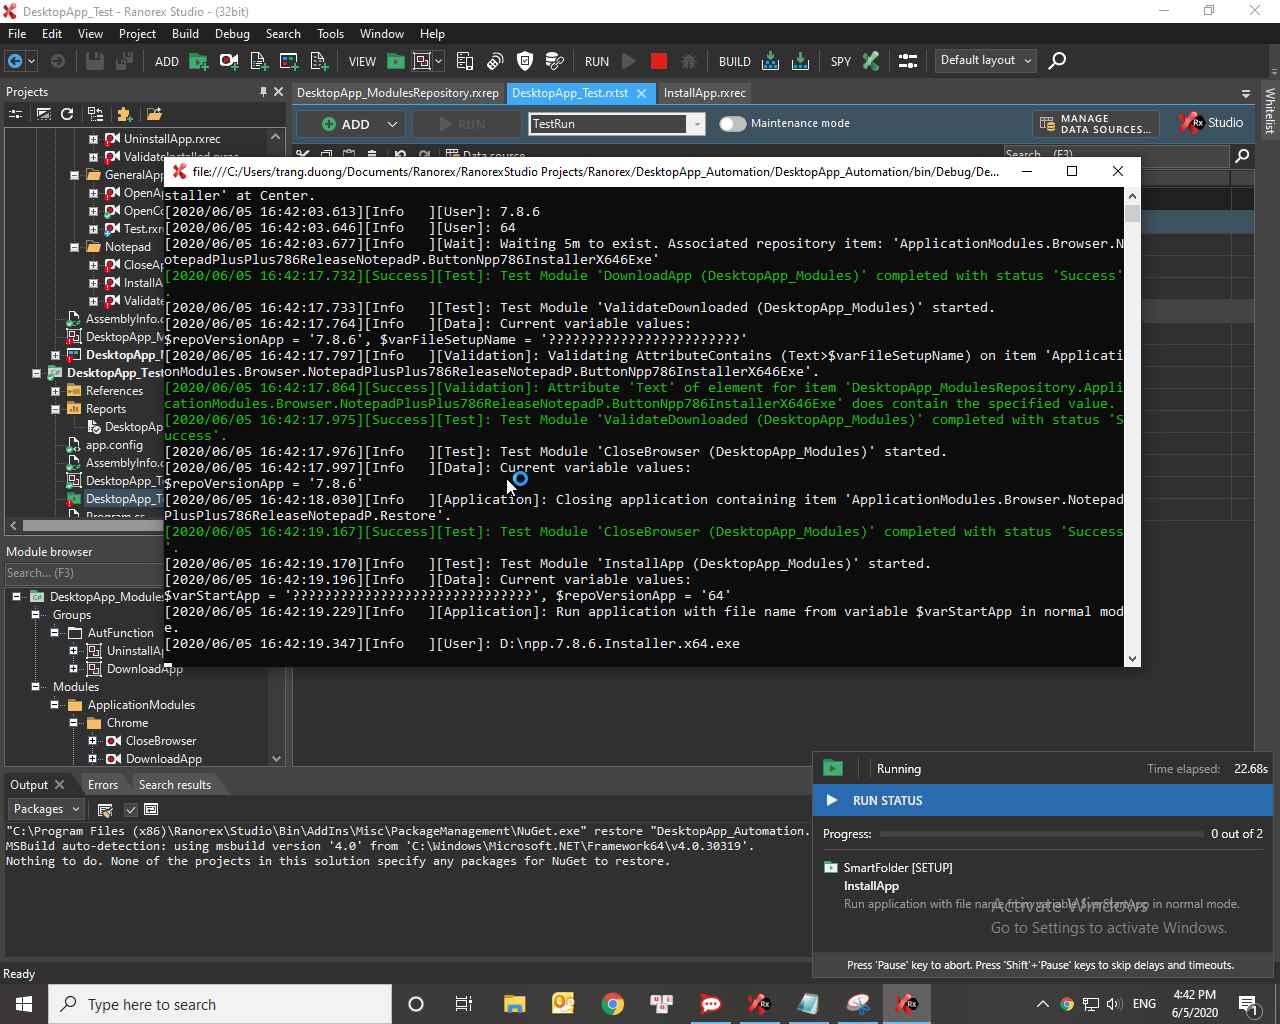 DesktopApp_Test - Ranorex Studio - (32bit)
File Edit View Project Build Debug Search Tools Window Help
ADD VIEW RUN BUILD SPY Default layout
Projects
DesktopApp_ModulesRepository.rxrep DesktopApp_Test.rxtst InstallApp.rxrec
Whitelist
ADD RUN TestRun Maintenance mode MANAGE DATA SOURCES... Rx Studio
Data source Search... (F3)
UninstallApp.rxrec
ValidateInstalled.rxrec
GeneralApp
OpenAp
OpenCo
Test.rxre
Notepad
CloseAp
InstallA
Validate
AssemblyInfo.c
DesktopApp_M
DesktopApp_M
DesktopApp_Test
References
Reports
DesktopAp
app.config
AssemblyInfo.c
DesktopApp_Te
DesktopApp_Te
Program.cs
file:///C:/Users/trang.duong/Documents/Ranorex/RanorexStudio Projects/Ranorex/DesktopApp_Automation/DesktopApp_Automation/bin/Debug/De...
staller' at Center.
[2020/06/05 16:42:03.613][Info   ][User]: 7.8.6
[2020/06/05 16:42:03.646][Info   ][User]: 64
[2020/06/05 16:42:03.677][Info   ][Wait]: Waiting 5m to exist. Associated repository item: 'ApplicationModules.Browser.N
otepadPlusPlus786ReleaseNotepadP.ButtonNpp786InstallerX646Exe'
[2020/06/05 16:42:17.732][Success][Test]: Test Module 'DownloadApp (DesktopApp_Modules)' completed with status 'Success'
.
[2020/06/05 16:42:17.733][Info   ][Test]: Test Module 'ValidateDownloaded (DesktopApp_Modules)' started.
[2020/06/05 16:42:17.764][Info   ][Data]: Current variable values:
$repoVersionApp = '7.8.6', $varFileSetupName = '????????????????????????'
[2020/06/05 16:42:17.797][Info   ][Validation]: Validating AttributeContains (Text>$varFileSetupName) on item 'Applicati
onModules.Browser.NotepadPlusPlus786ReleaseNotepadP.ButtonNpp786InstallerX646Exe'.
[2020/06/05 16:42:17.864][Success][Validation]: Attribute 'Text' of element for item 'DesktopApp_ModulesRepository.Appli
cationModules.Browser.NotepadPlusPlus786ReleaseNotepadP.ButtonNpp786InstallerX646Exe' does contain the specified value.
[2020/06/05 16:42:17.975][Success][Test]: Test Module 'ValidateDownloaded (DesktopApp_Modules)' completed with status 'S
uccess'.
[2020/06/05 16:42:17.976][Info   ][Test]: Test Module 'CloseBrowser (DesktopApp_Modules)' started.
[2020/06/05 16:42:17.997][Info   ][Data]: Current variable values:
$repoVersionApp = '7.8.6'
[2020/06/05 16:42:18.030][Info   ][Application]: Closing application containing item 'ApplicationModules.Browser.Notepad
PlusPlus786ReleaseNotepadP.Restore'.
[2020/06/05 16:42:19.167][Success][Test]: Test Module 'CloseBrowser (DesktopApp_Modules)' completed with status 'Success
'.
[2020/06/05 16:42:19.170][Info   ][Test]: Test Module 'InstallApp (DesktopApp_Modules)' started.
[2020/06/05 16:42:19.196][Info   ][Data]: Current variable values:
$varStartApp = '??????????????????????????????', $repoVersionApp = '64'
[2020/06/05 16:42:19.229][Info   ][Application]: Run application with file name from variable $varStartApp in normal mod
e.
[2020/06/05 16:42:19.347][Info   ][User]: D:\npp.7.8.6.Installer.x64.exe
Module browser
Search... (F3)
DesktopApp_Modules
Groups
AutFunction
UninstallAp
DownloadApp
Modules
ApplicationModules
Chrome
CloseBrowser
DownloadApp
Output Errors Search results
Packages
"C:\Program Files (x86)\Ranorex\Studio\Bin\AddIns\Misc\PackageManagement\NuGet.exe" restore "DesktopApp_Automation.
MSBuild auto-detection: using msbuild version '4.0' from 'C:\Windows\Microsoft.NET\Framework64\v4.0.30319'.
Nothing to do. None of the projects in this solution specify any packages for NuGet to restore.
Running Time elapsed: 22.68s
RUN STATUS
Progress: 0 out of 2
SmartFolder [SETUP]
InstallApp
Run application with file name from variable $varStartApp in normal mode.
Activate Windows
Go to Settings to activate Windows.
Press 'Pause' key to abort. Press 'Shift'+'Pause' keys to skip delays and timeouts.
Ready
Type here to search
ENG 4:42 PM
6/5/2020
1